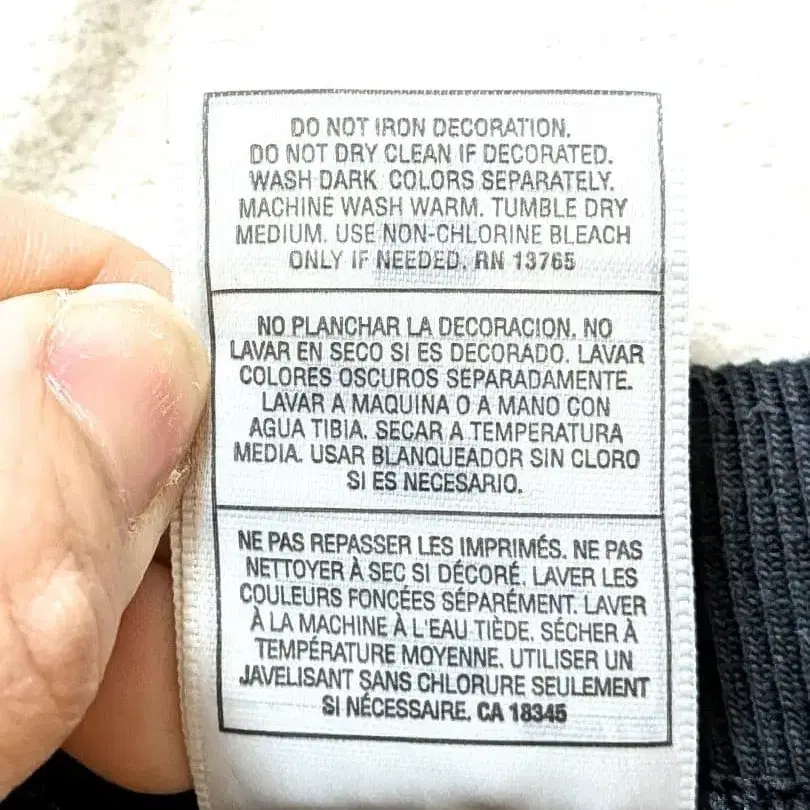 DO NOT IRON DECORATION.
DO NOT DRY CLEAN IF DECORATED.
WASH DARK COLORS SEPARATELY.
MACHINE WASH WARM. TUMBLE DRY
MEDIUM. USE NON-CHLORINE BLEACH
ONLY IF NEEDED. RN 13765
NO PLANCHAR LA DECORACION. NO
LAVAR EN SECO SI ES DECORADO. LAVAR
COLORES OSCUROS SEPARADAMENTE.
LAVAR A MAQUINA O A MANO CON
AGUA TIBIA. SECAR A TEMPERATURA
MEDIA. USAR BLANQUEADOR SIN CLORO
SI ES NECESARIO.
NE PAS REPASSER LES IMPRIMÉS. NE PAS
NETTOYER À SEC SI DÉCORÉ. LAVER LES
COULEURS FONCÉES SÉPARÉMENT. LAVER
À LA MACHINE À L'EAU TIÈDE. SÉCHER À
TEMPÉRATURE MOYENNE. UTILISER UN
JAVELISANT SANS CHLORURE SEULEMENT
SI NÉCESSAIRE. CA 18345